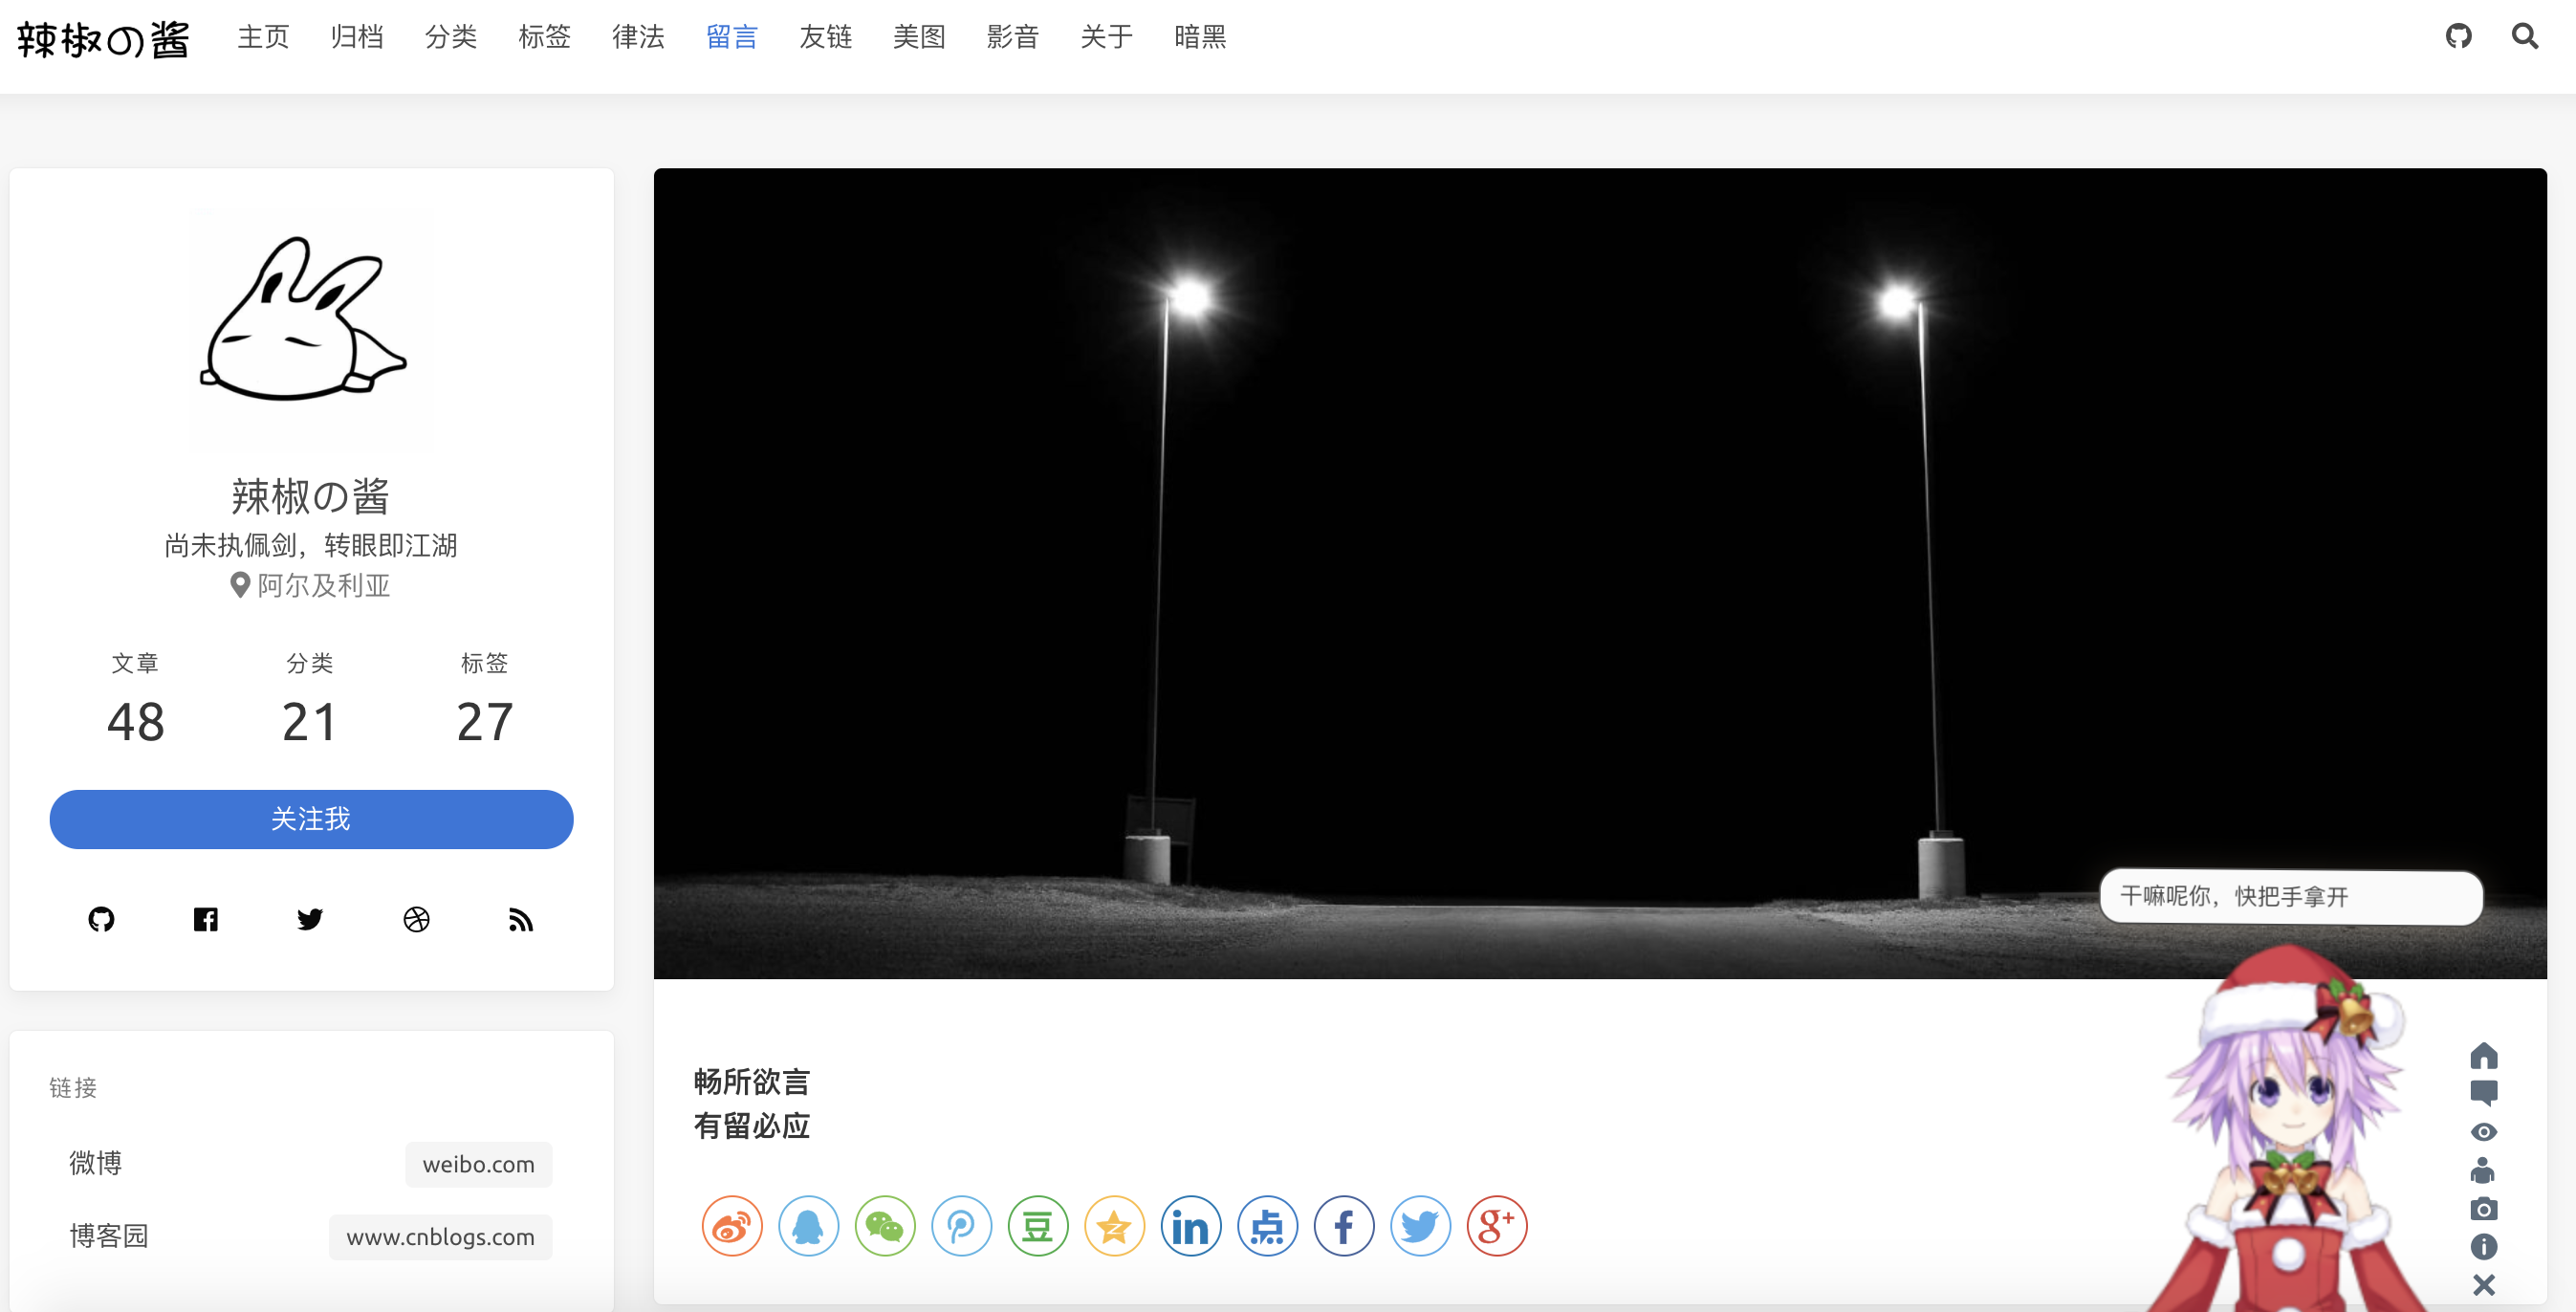 辣椒の酱 主页 归档 分类 标签 律法 留言 友链 美图 影音 关于 暗黑
辣椒の酱
尚未执佩剑，转眼即江湖
阿尔及利亚
文章 分类 标签
48 21 27
关注我
链接
微博 weibo.com
博客园 www.cnblogs.com
干嘛呢你，快把手拿开
畅所欲言
有留必应
豆 in 点 f g+